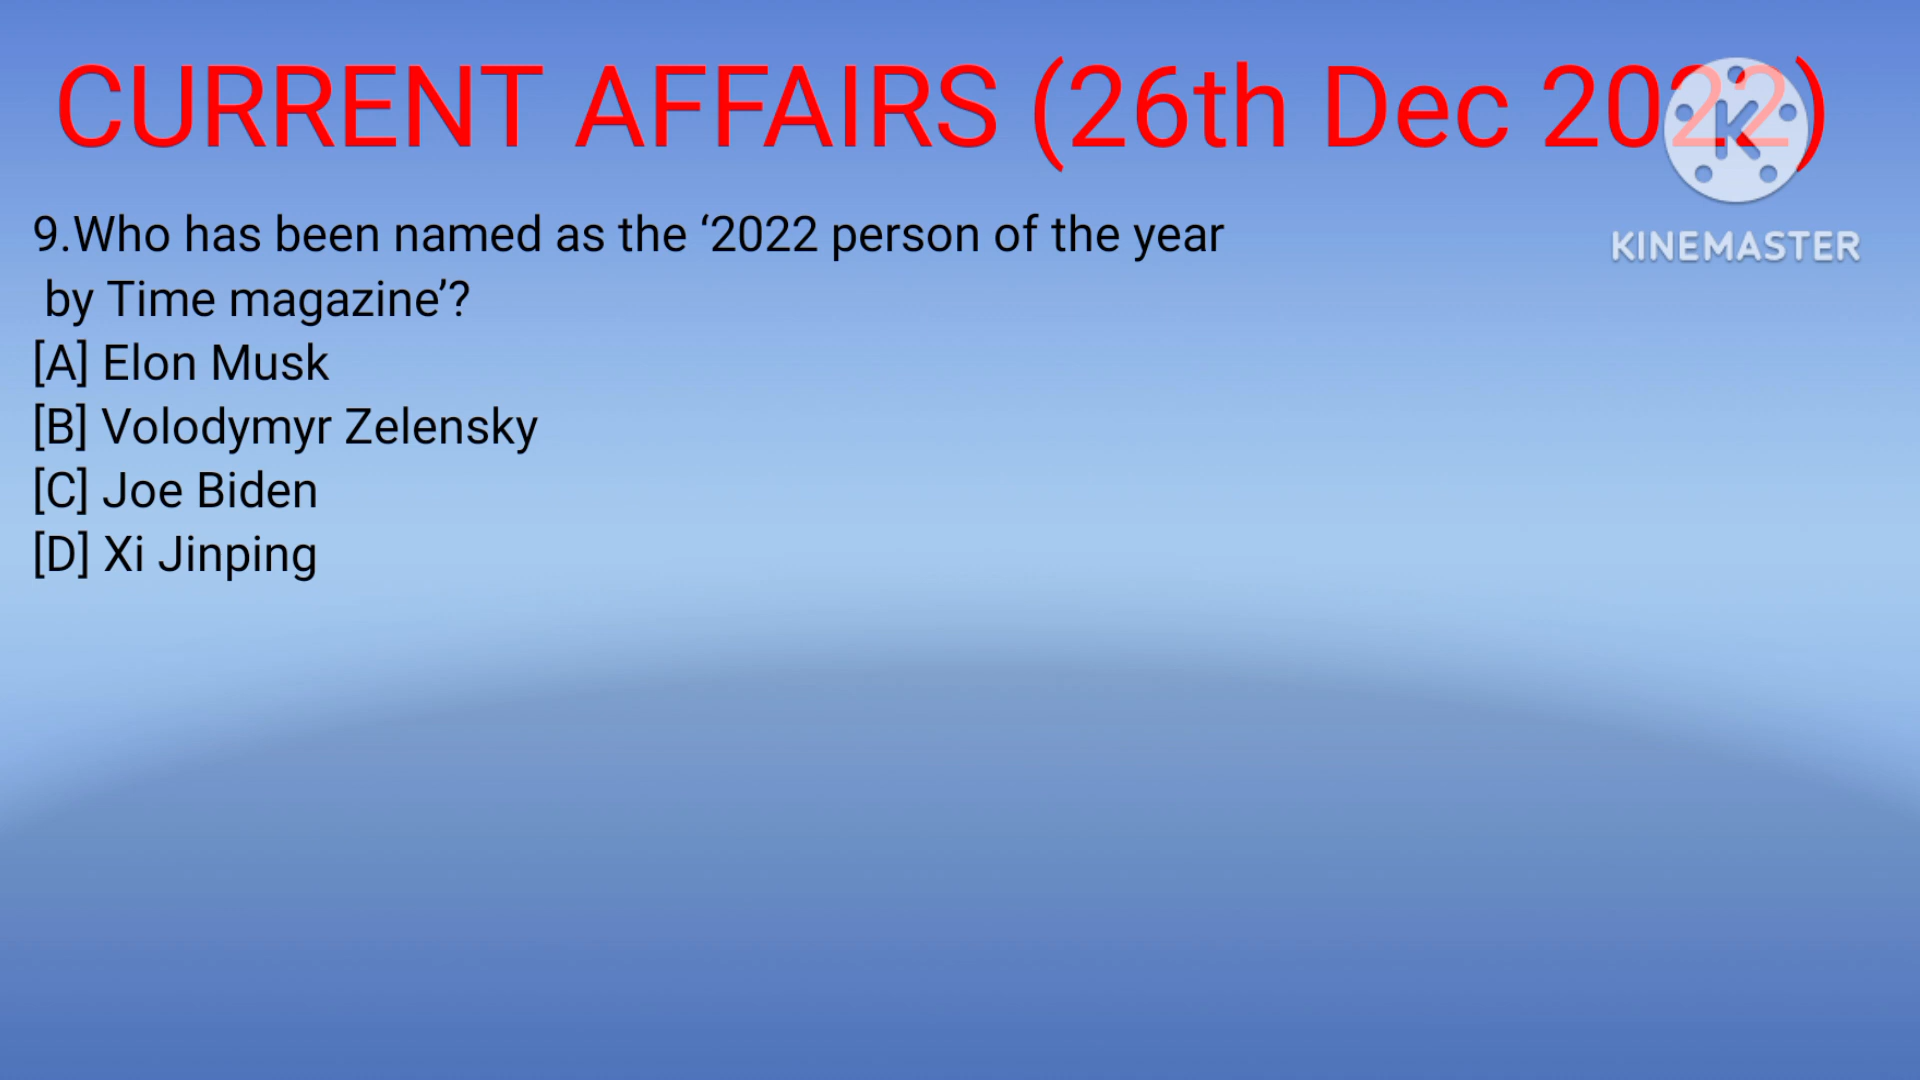 CURRENT AFFAIRS (26th Dec 2022)
9.Who has been named as the ‘2022 person of the year
by Time magazine’?
[A] Elon Musk
[B] Volodymyr Zelensky
[C] Joe Biden
[D] Xi Jinping
K
KINEMASTER